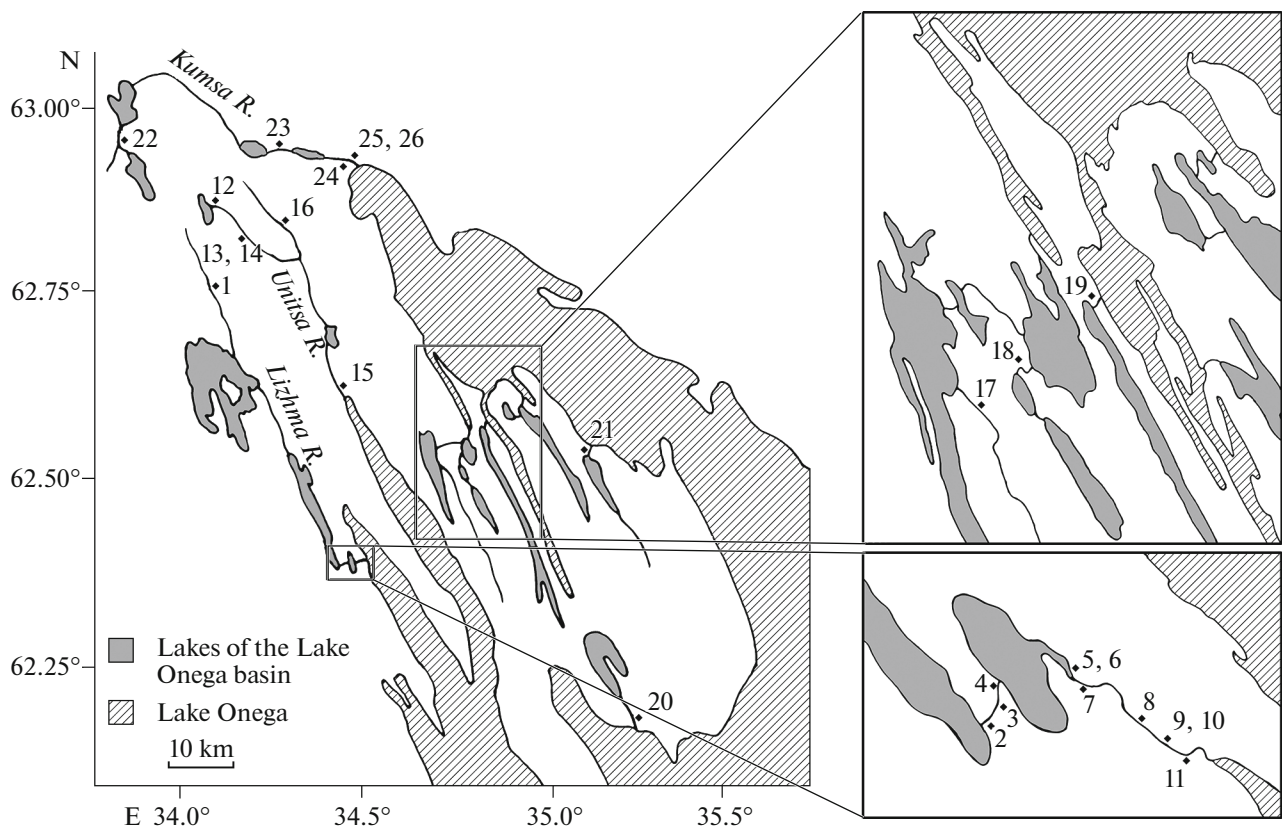 N
Kumsa R.
63.00°
22
23
25, 26
24
12
16
13, 14
1
62.75°
Unitsa R.
15
Lizhma R.
21
62.50°
Lakes of the Lake
Onega basin
62.25°
Lake Onega
20
10 km
E 34.0° 34.5° 35.0° 35.5°
19
18
17
5, 6
4
7
3
8
2
9, 10
11